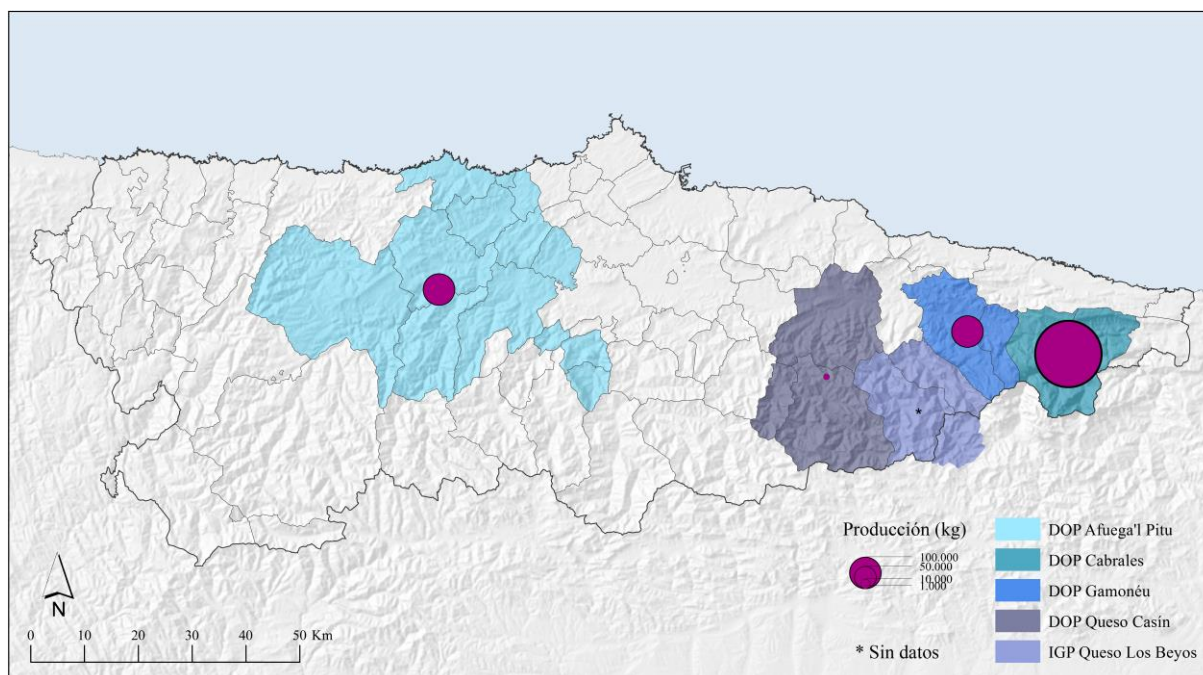 Producción (kg)
100.000
50.000
10.000
1.000
* Sin datos
DOP Afuega'l Pitu
DOP Cabrales
DOP Gamonéu
DOP Queso Casín
IGP Queso Los Beyos
*
N
0 10 20 30 40 50 Km